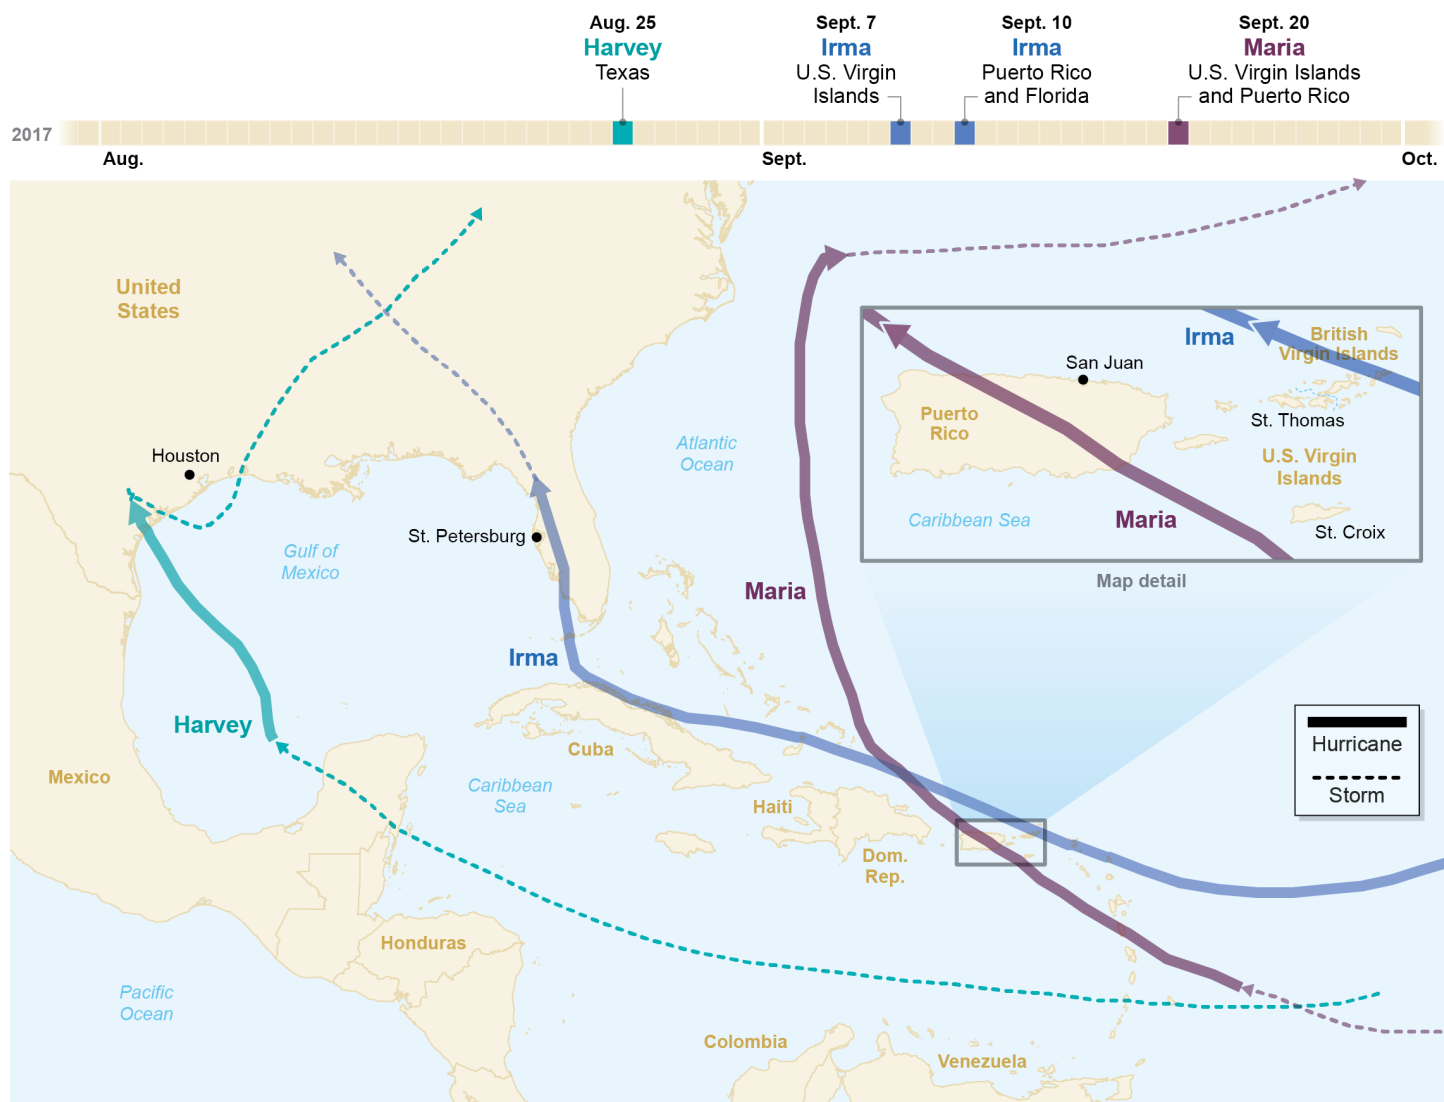 Aug. 25
Harvey
Texas
Sept. 7
Irma
U.S. Virgin
Islands
Sept. 10
Irma
Puerto Rico
and Florida
Sept. 20
Maria
U.S. Virgin Islands
and Puerto Rico
2017
Aug.
Sept.
Oct.
United
States
Houston
Gulf of
Mexico
St. Petersburg
Atlantic
Ocean
Irma
British
Virgin Islands
San Juan
Puerto
Rico
St. Thomas
U.S. Virgin
Islands
Caribbean Sea
Maria
St. Croix
Map detail
Maria
Irma
Harvey
Mexico
Cuba
Caribbean
Sea
Haiti
Dom.
Rep.
Hurricane
Storm
Honduras
Pacific
Ocean
Colombia
Venezuela